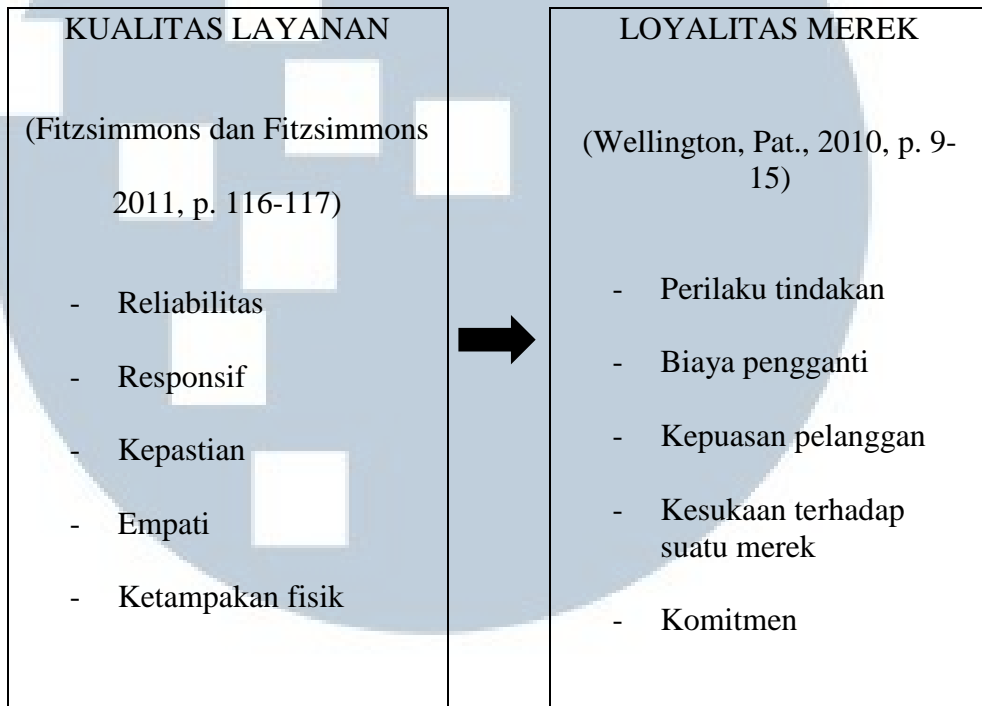 KUALITAS LAYANAN
(Fitzsimmons dan Fitzsimmons
2011, p. 116-117)
- Reliabilitas
- Responsif
- Kepastian
- Empati
- Ketampakan fisik
LOYALITAS MEREK
(Wellington, Pat., 2010, p. 9-
15)
- Perilaku tindakan
- Biaya pengganti
- Kepuasan pelanggan
- Kesukaan terhadap
suatu merek
- Komitmen